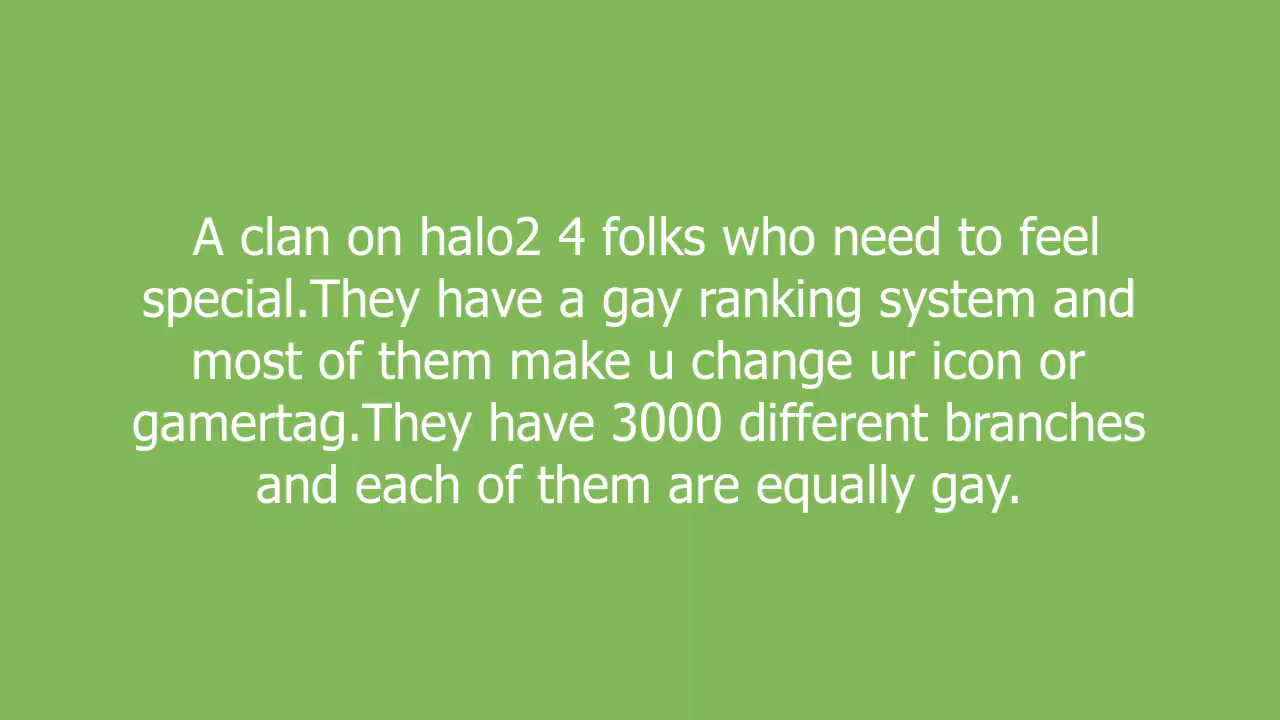 A clan on halo2 4 folks who need to feel
special.They have a gay ranking system and
most of them make u change ur icon or
gamertag.They have 3000 different branches
and each of them are equally gay.